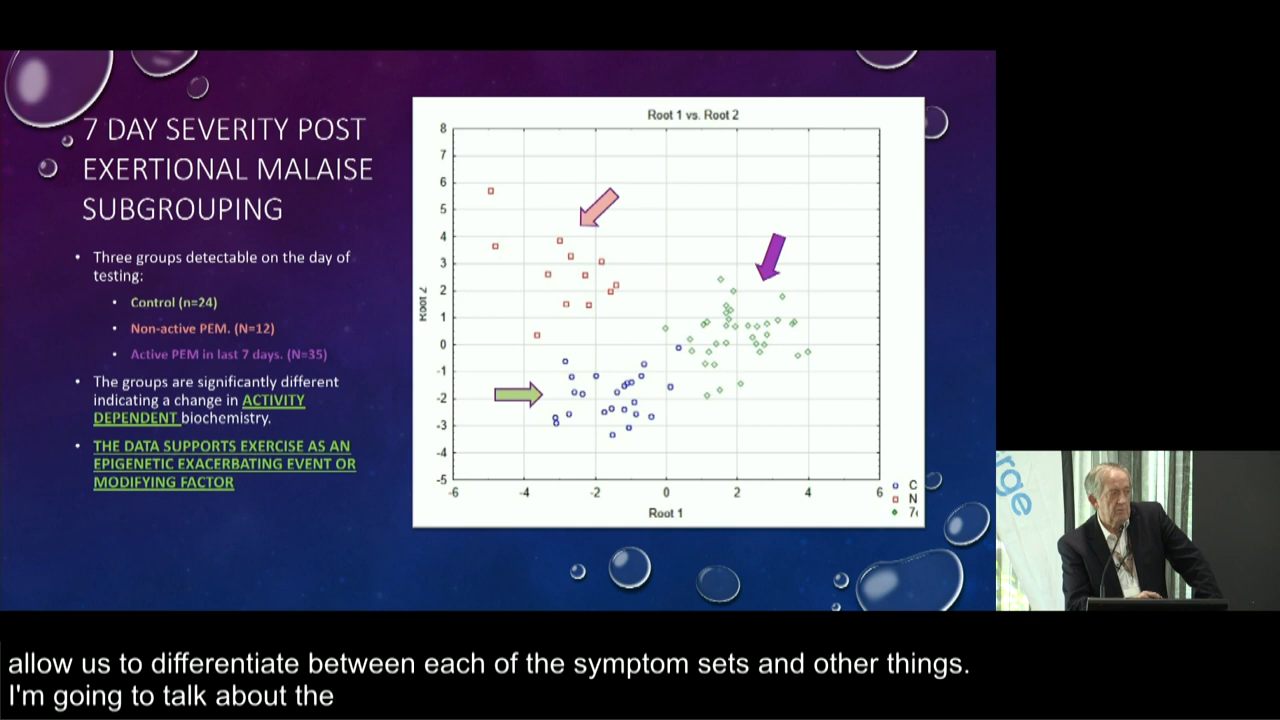 7 DAY SEVERITY POST
EXERTIONAL MALAISE
SUBGROUPING
• Three groups detectable on the day of
testing:
• Control (n=24)
• Non-active PEM. (N=12)
• Active PEM in last 7 days. (N=35)
• The groups are significantly different
indicating a change in ACTIVITY
DEPENDENT biochemistry.
• THE DATA SUPPORTS EXERCISE AS AN
EPIGENETIC EXACERBATING EVENT OR
MODIFYING FACTOR
Root 1 vs. Root 2
8
7
6
5
4
3
2
1
0
-1
-2
-3
-4
-5
Root 2
-6 -4 -2 0 2 4 6
Root 1
C
N
rge
allow us to differentiate between each of the symptom sets and other things.
I'm going to talk about the